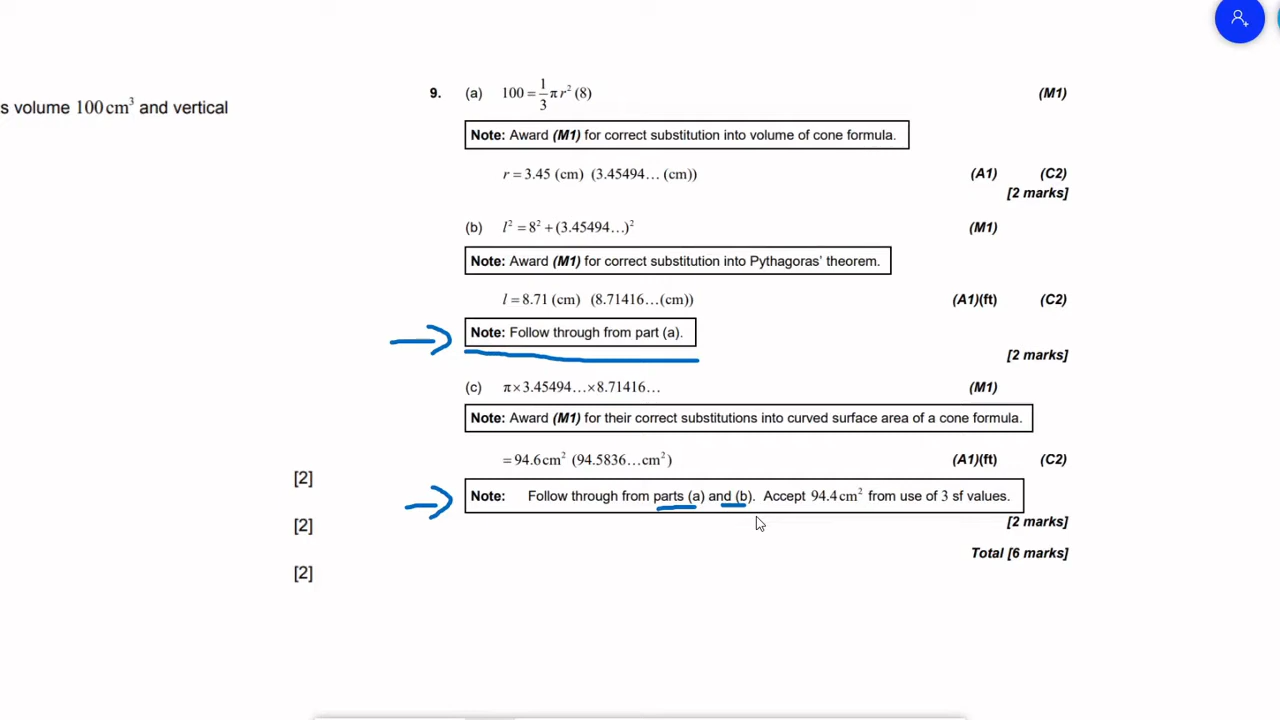 s volume 100 cm³ and vertical
[2]
[2]
[2]
9. (a) 100 = 1/3 π r² (8) (M1)
Note: Award (M1) for correct substitution into volume of cone formula.
r = 3.45 (cm) (3.45494… (cm)) (A1) (C2)
[2 marks]
(b) l² = 8² + (3.45494…)² (M1)
Note: Award (M1) for correct substitution into Pythagoras’ theorem.
l = 8.71 (cm) (8.71416…(cm)) (A1)(ft) (C2)
Note: Follow through from part (a).
[2 marks]
(c) π × 3.45494… × 8.71416… (M1)
Note: Award (M1) for their correct substitutions into curved surface area of a cone formula.
= 94.6 cm² (94.5836…cm²) (A1)(ft) (C2)
Note: Follow through from parts (a) and (b). Accept 94.4 cm² from use of 3 sf values.
[2 marks]
Total [6 marks]